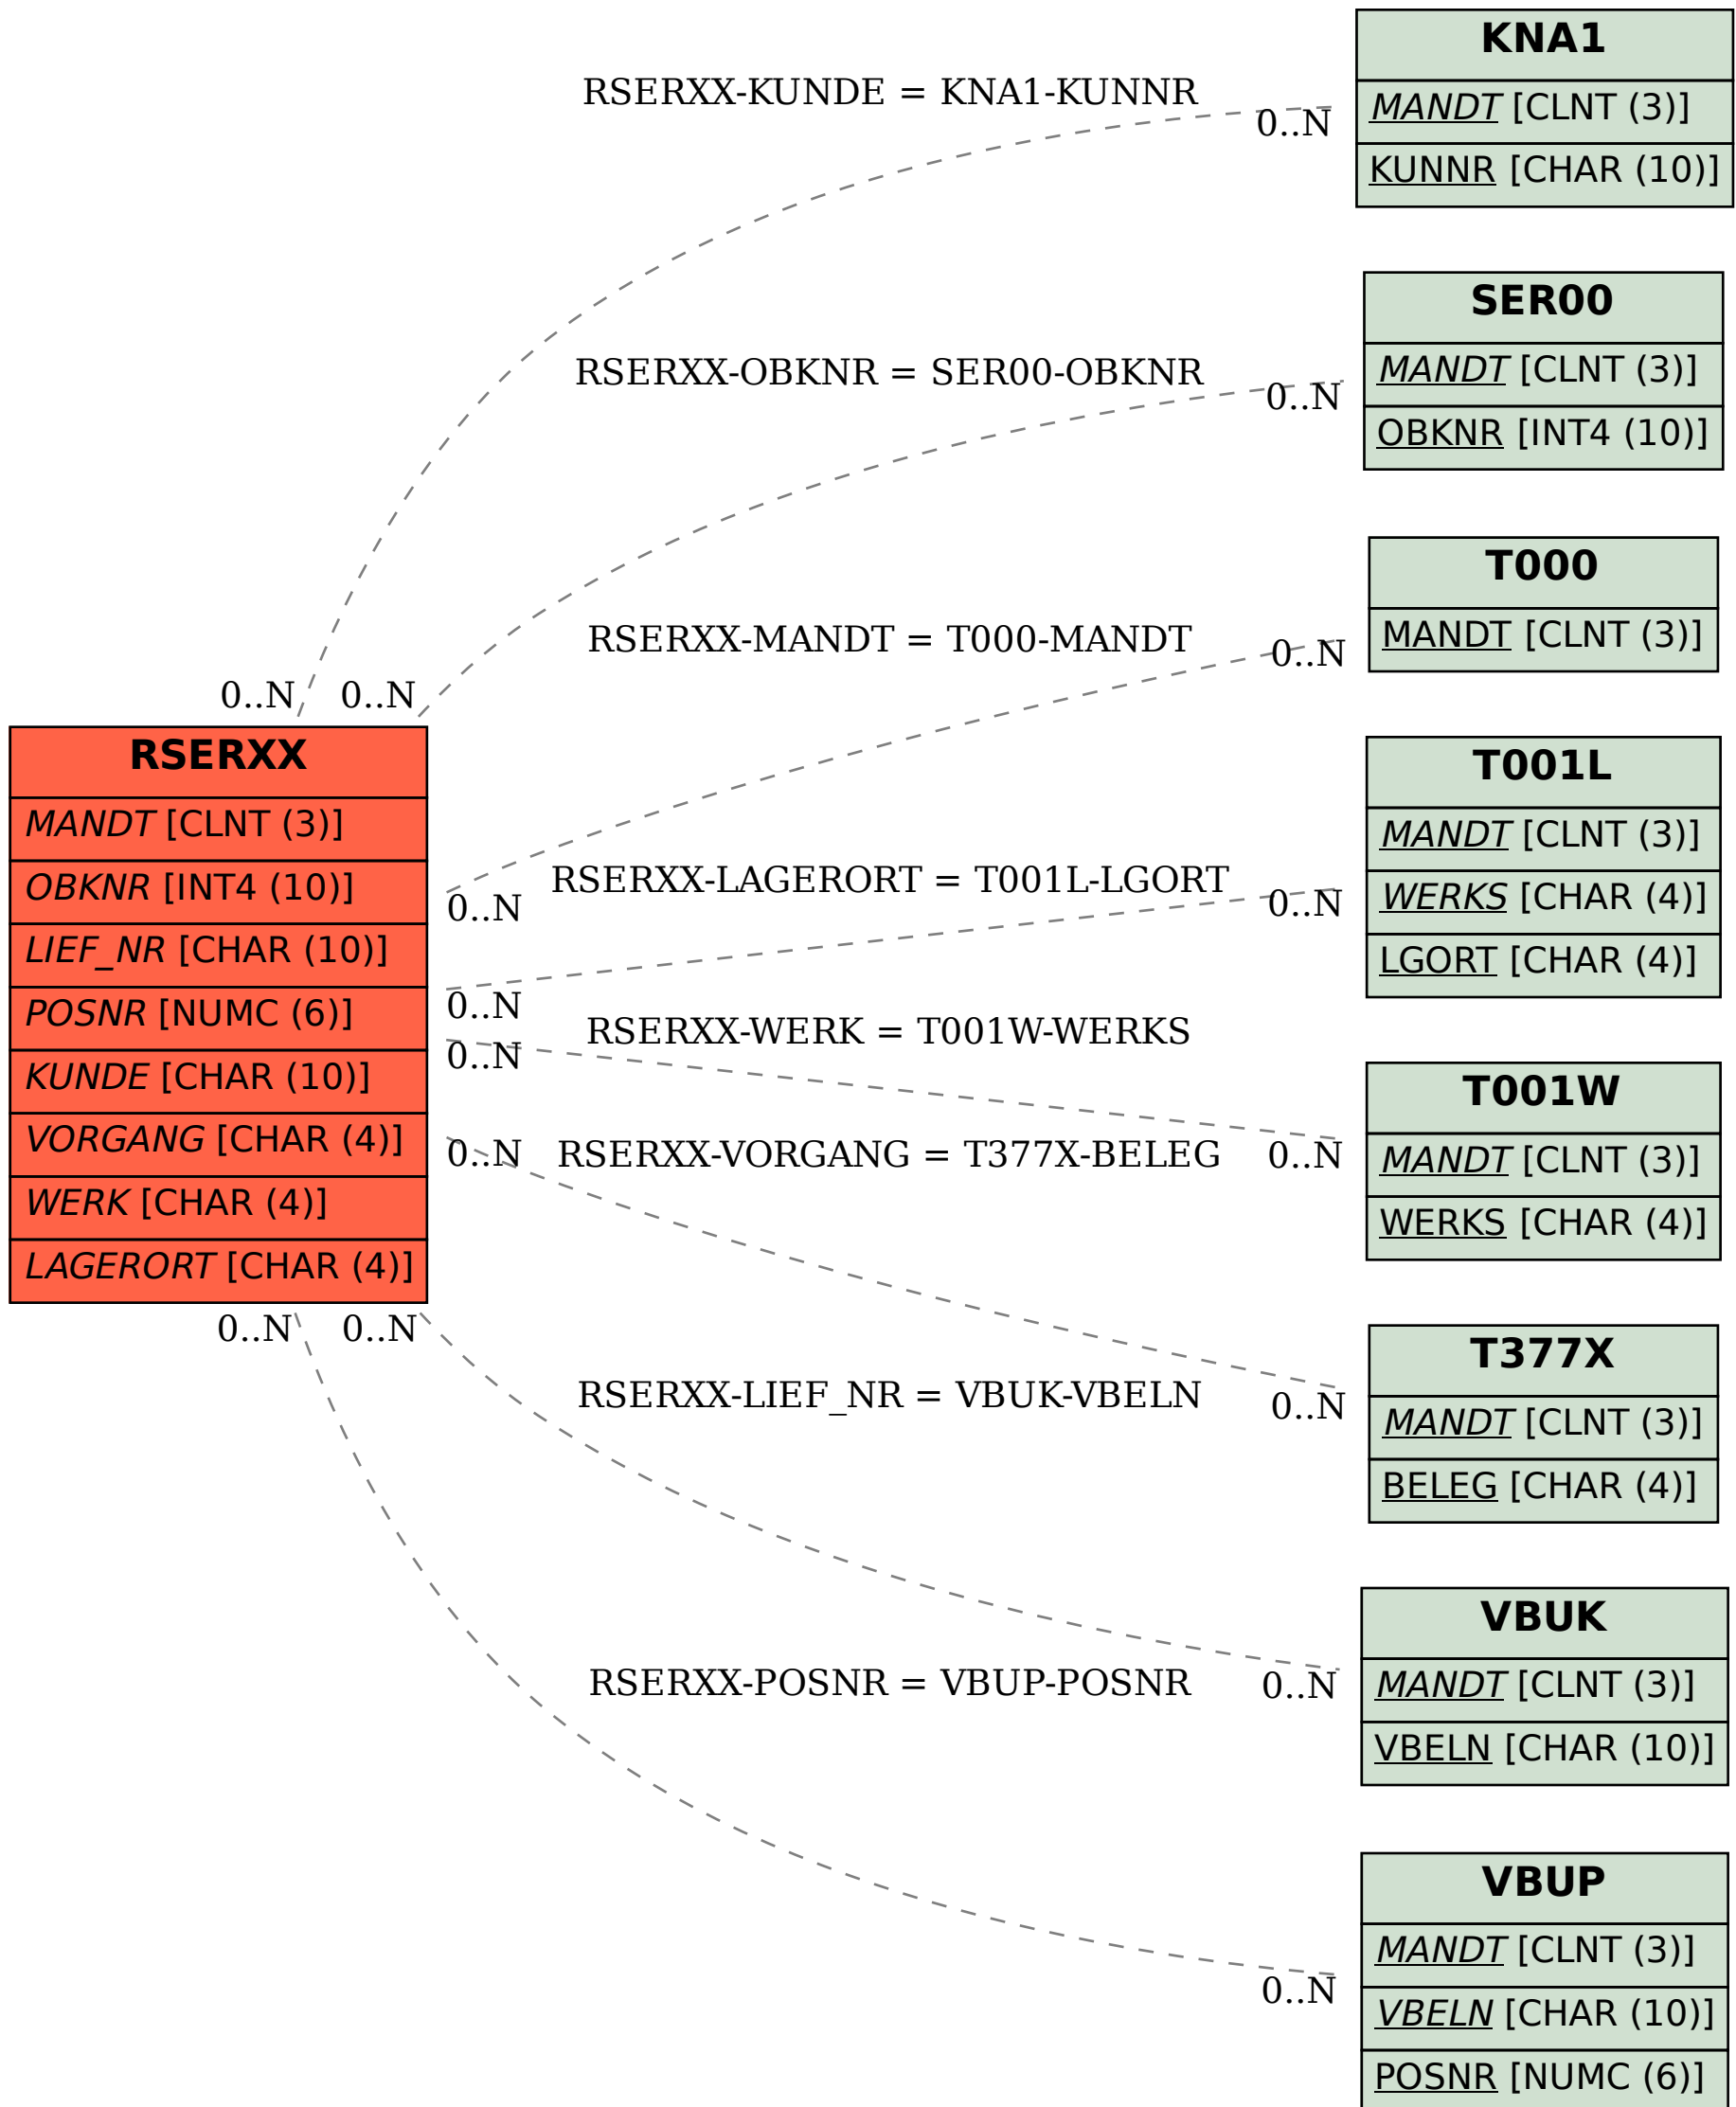 KNA1
MANDT [CLNT (3)]
KUNNR [CHAR (10)]
RSERXX-KUNDE = KNA1-KUNNR
0..N
SER00
MANDT [CLNT (3)]
OBKNR [INT4 (10)]
RSERXX-OBKNR = SER00-OBKNR
0..N
T000
MANDT [CLNT (3)]
RSERXX-MANDT = T000-MANDT
0..N
0..N
0..N
RSERXX
MANDT [CLNT (3)]
OBKNR [INT4 (10)]
LIEF_NR [CHAR (10)]
POSNR [NUMC (6)]
KUNDE [CHAR (10)]
VORGANG [CHAR (4)]
WERK [CHAR (4)]
LAGERORT [CHAR (4)]
T001L
MANDT [CLNT (3)]
WERKS [CHAR (4)]
LGORT [CHAR (4)]
RSERXX-LAGERORT = T001L-LGORT
0..N
0..N
0..N
RSERXX-WERK = T001W-WERKS
0..N
T001W
MANDT [CLNT (3)]
WERKS [CHAR (4)]
0..N
RSERXX-VORGANG = T377X-BELEG
0..N
0..N
0..N
T377X
MANDT [CLNT (3)]
BELEG [CHAR (4)]
RSERXX-LIEF_NR = VBUK-VBELN
0..N
VBUK
MANDT [CLNT (3)]
VBELN [CHAR (10)]
RSERXX-POSNR = VBUP-POSNR
0..N
0..N
VBUP
MANDT [CLNT (3)]
VBELN [CHAR (10)]
POSNR [NUMC (6)]
0..N